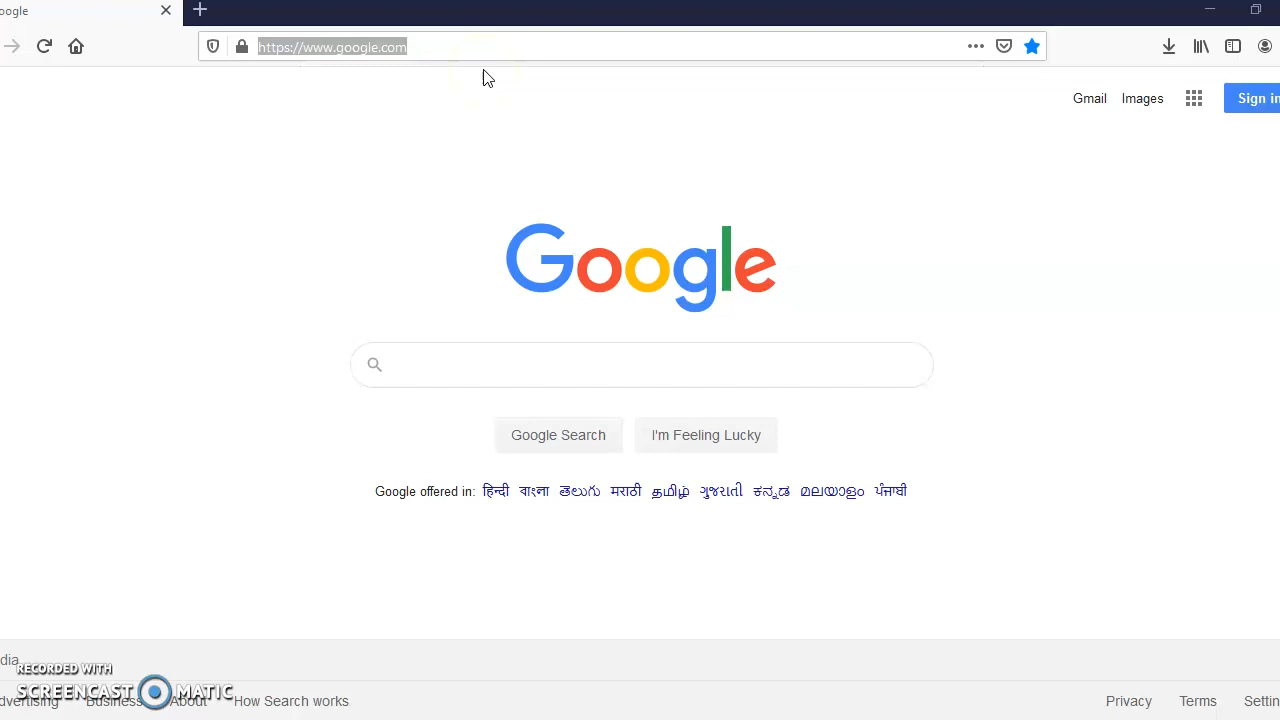 oogle
https://www.google.com
Gmail Images Sign in
Google
Google Search I'm Feeling Lucky
Google offered in: हिन्दी বাংলা తెలుగు मराठी தமிழ் ગુજરાતી ಕನ್ನಡ മലയാളം ਪੰਜਾਬੀ
dia
RECORDED WITH
SCREENCAST MATIC
dvertising Business About How Search works Privacy Terms Settin